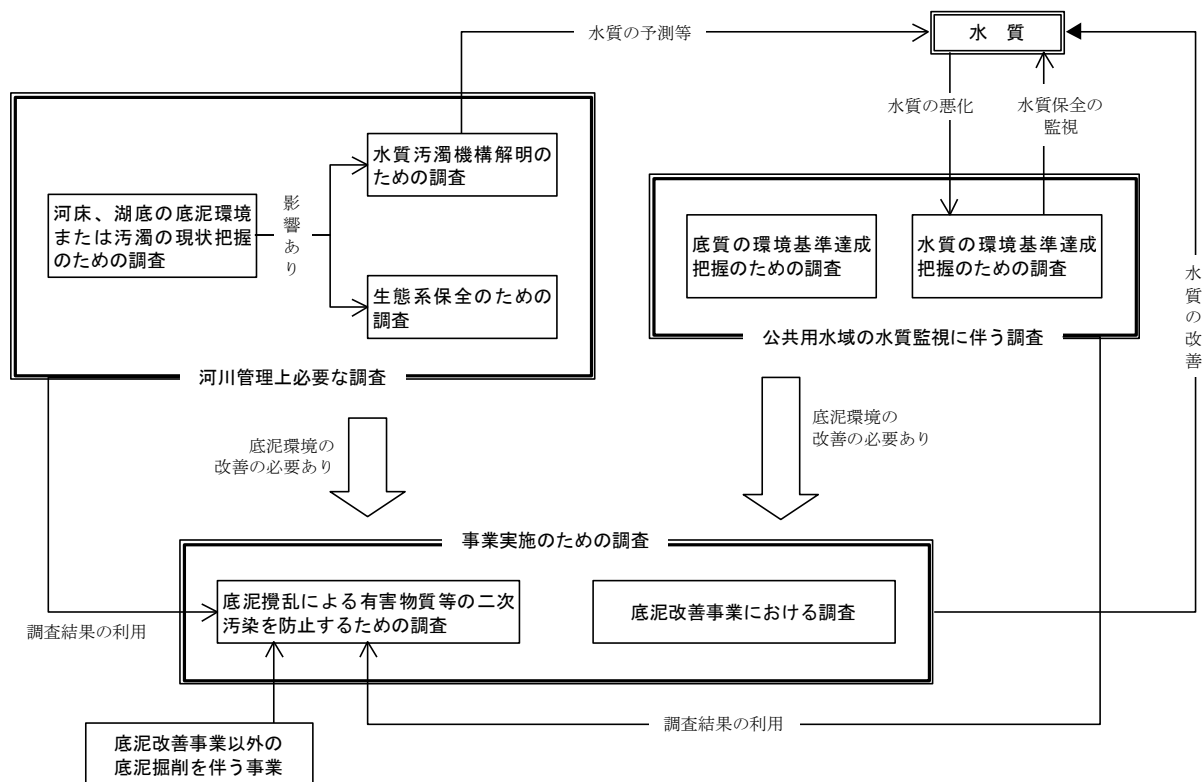 水質の予測等
水 質
水質の悪化
水質保全の
監視
水質汚濁機構解明の
ための調査
河床、湖底の底泥環境
または汚濁の現状把握
のための調査
影響あり
生態系保全のための
調査
河川管理上必要な調査
底質の環境基準達成
把握のための調査
水質の環境基準達成
把握のための調査
公共用水域の水質監視に伴う調査
水質の改善
底泥環境の
改善の必要あり
底泥環境の
改善の必要あり
事業実施のための調査
底泥攪乱による有害物質等の二次
汚染を防止するための調査
底泥改善事業における調査
調査結果の利用
調査結果の利用
底泥改善事業以外の
底泥掘削を伴う事業